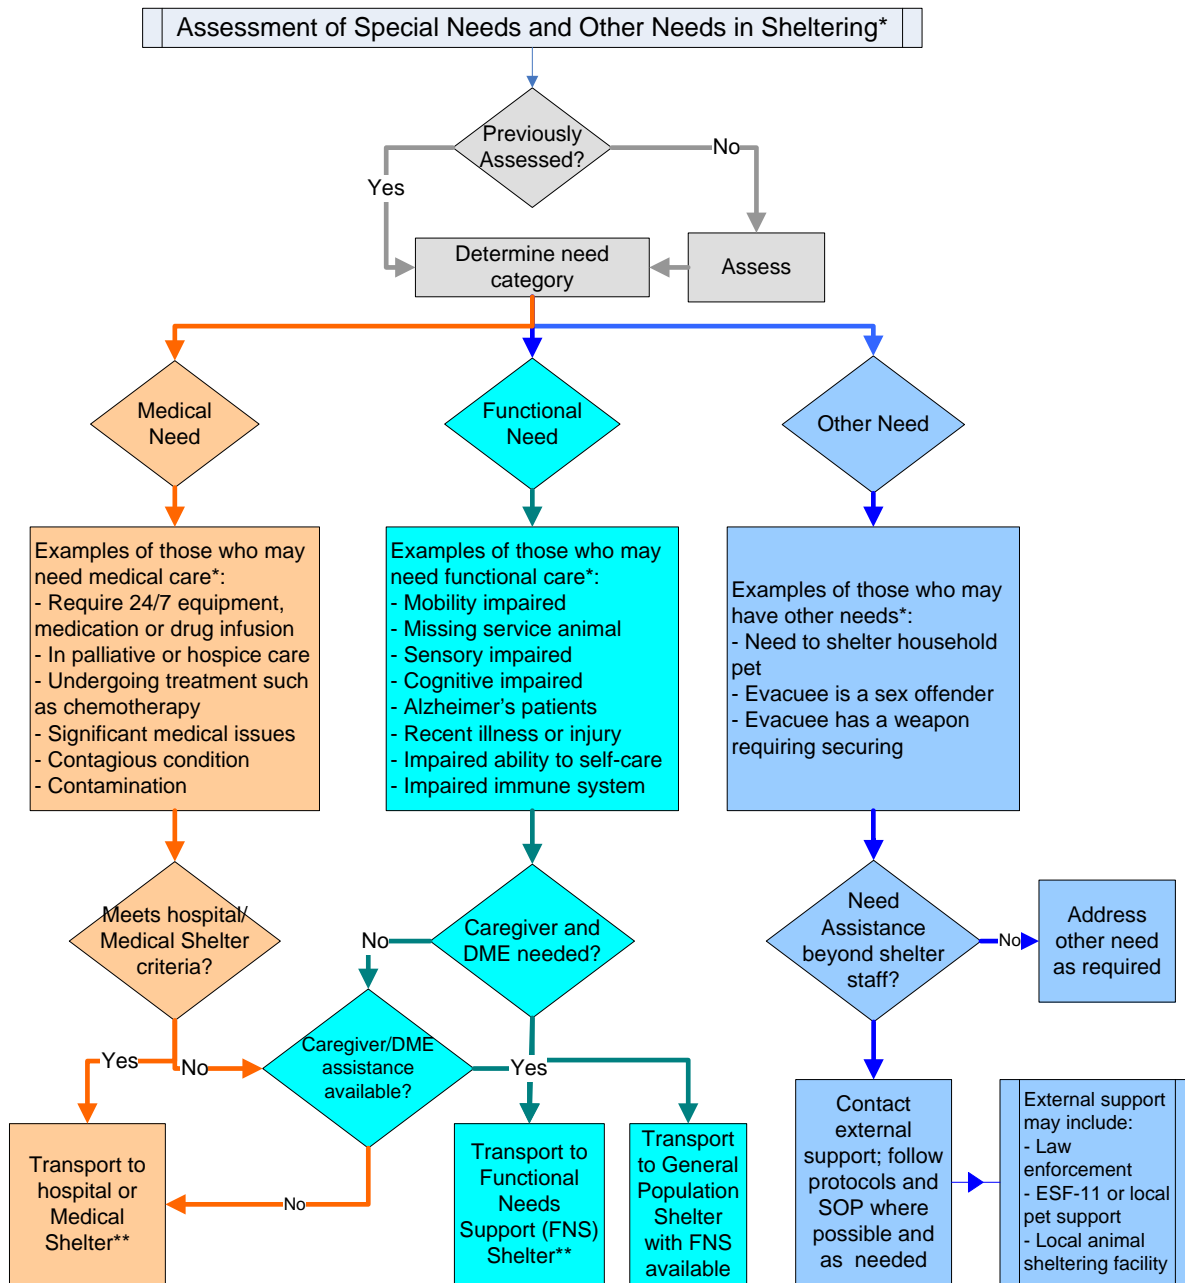 Assessment of Special Needs and Other Needs in Sheltering*
Previously
Assessed?
No
Yes
Determine need
category
Assess
Medical
Need
Functional
Need
Other Need
Examples of those who may
need medical care*:
- Require 24/7 equipment,
medication or drug infusion
- In palliative or hospice care
- Undergoing treatment such
as chemotherapy
- Significant medical issues
- Contagious condition
- Contamination
Examples of those who may
need functional care*:
- Mobility impaired
- Missing service animal
- Sensory impaired
- Cognitive impaired
- Alzheimer's patients
- Recent illness or injury
- Impaired ability to self-care
- Impaired immune system
Examples of those who may
have other needs*:
- Need to shelter household
pet
- Evacuee is a sex offender
- Evacuee has a weapon
requiring securing
Meets hospital/
Medical Shelter
criteria?
No
Caregiver and
DME needed?
Need
Assistance
beyond shelter
staff?
No
Address
other need
as required
Yes
No
Caregiver/DME
assistance
available?
Yes
Transport to
hospital or
Medical
Shelter**
No
Transport to
Functional
Needs
Support (FNS)
Shelter**
Transport
to General
Population
Shelter
with FNS
available
Contact
external
support; follow
protocols and
SOP where
possible and
as needed
External support
may include:
- Law
enforcement
- ESF-11 or local
pet support
- Local animal
sheltering facility